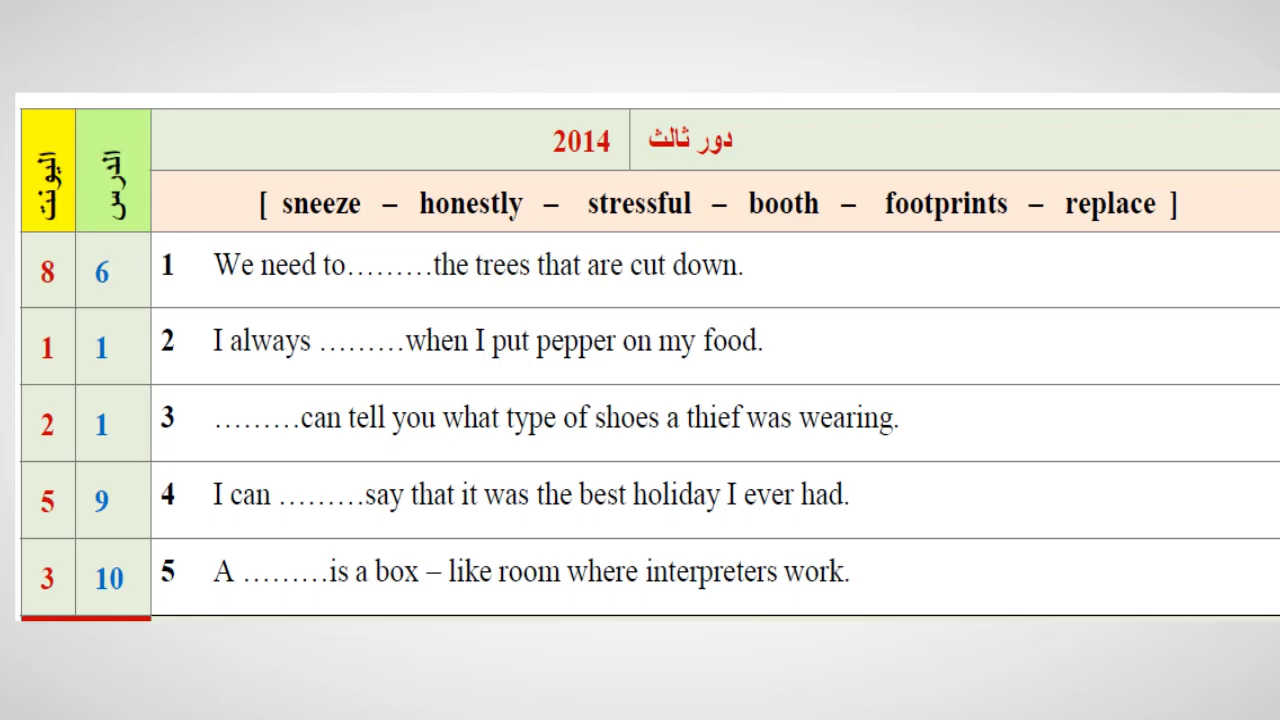 اليونت
الدرس
2014 دور ثالث
[ sneeze – honestly – stressful – booth – footprints – replace ]
8 6 1 We need to………the trees that are cut down.
1 1 2 I always ………when I put pepper on my food.
2 1 3 ………can tell you what type of shoes a thief was wearing.
5 9 4 I can ………say that it was the best holiday I ever had.
3 10 5 A ………is a box – like room where interpreters work.